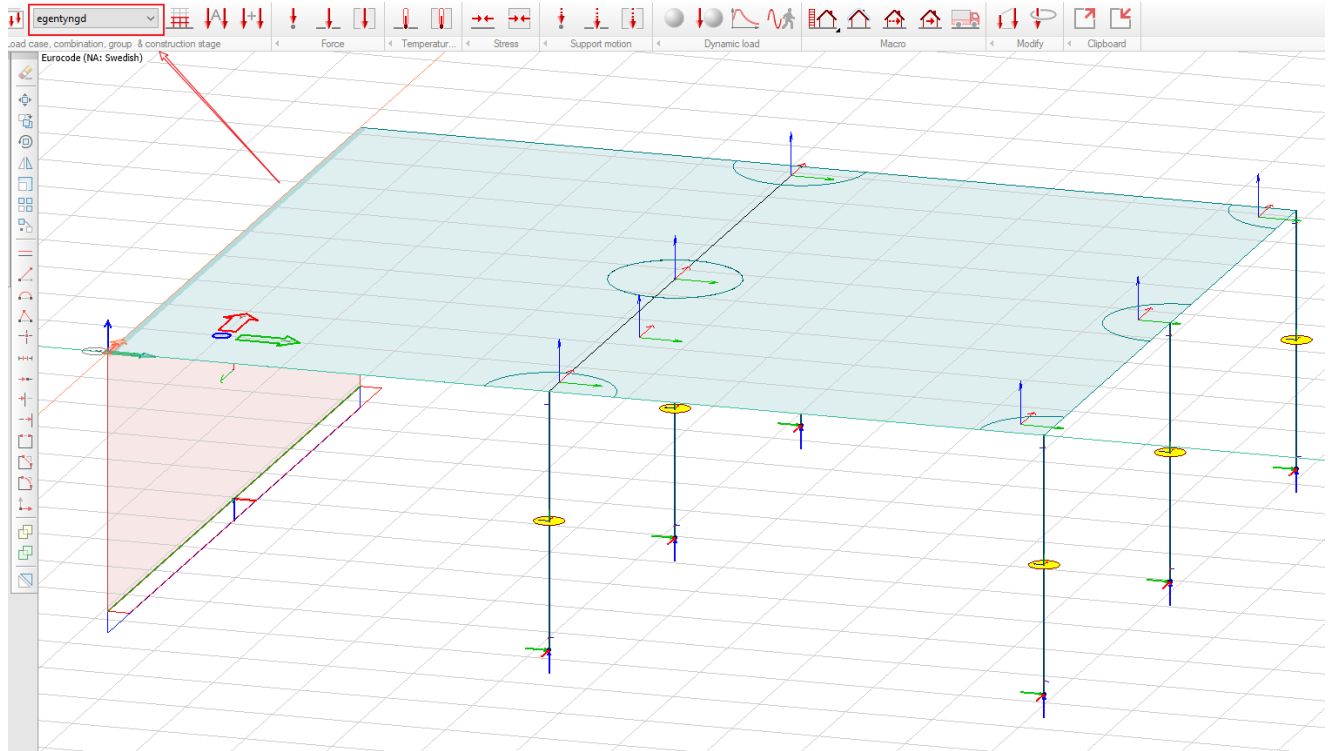 egentyngd
Load case, combination, group & construction stage
Force
Temperatur...
Stress
Support motion
Dynamic load
Macro
Modify
Clipboard
Eurocode (NA: Swedish)